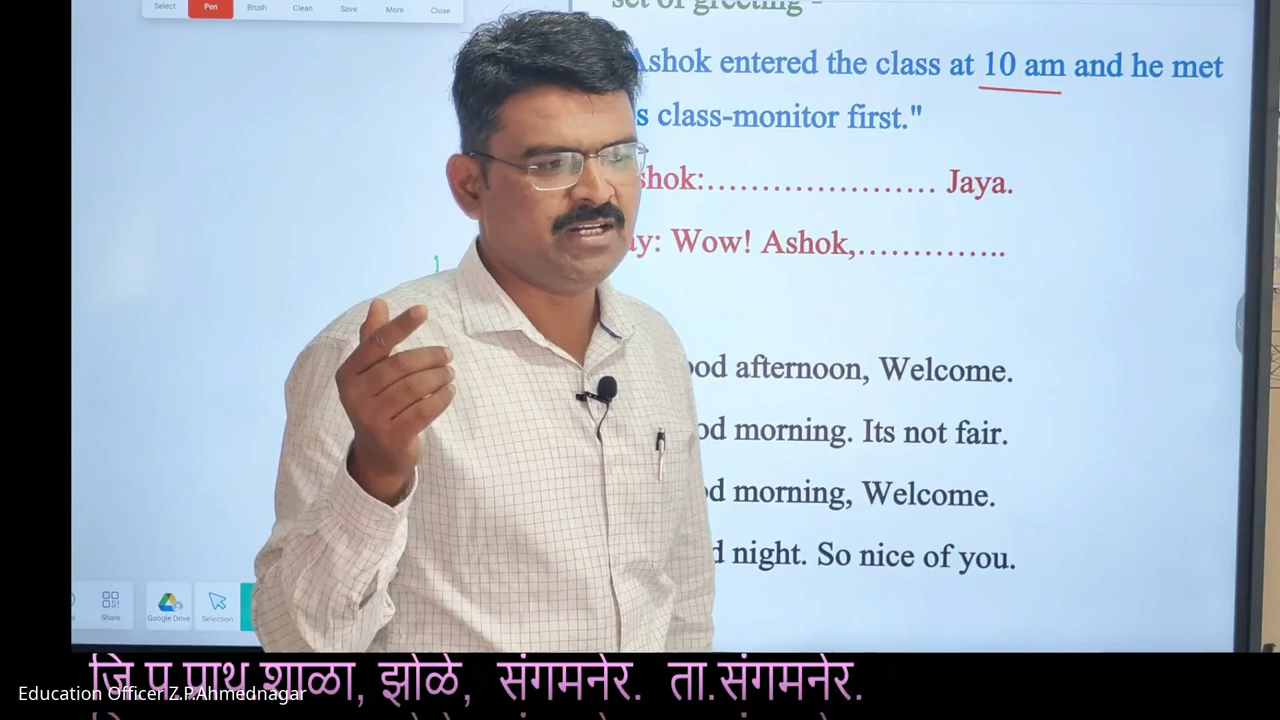 Select Pen Brush Clean Save More Close
set of greeting -
Ashok entered the class at 10 am and he met
class-monitor first."
shok:..................... Jaya.
ay: Wow! Ashok,..............
ood afternoon, Welcome.
od morning. Its not fair.
od morning, Welcome.
d night. So nice of you.
Share Google Drive Selection
जि.प.प्राथ.शाळा, झोळे, संगमनेर. ता.संगमनेर.
Education Officer Z.P.Ahmednagar